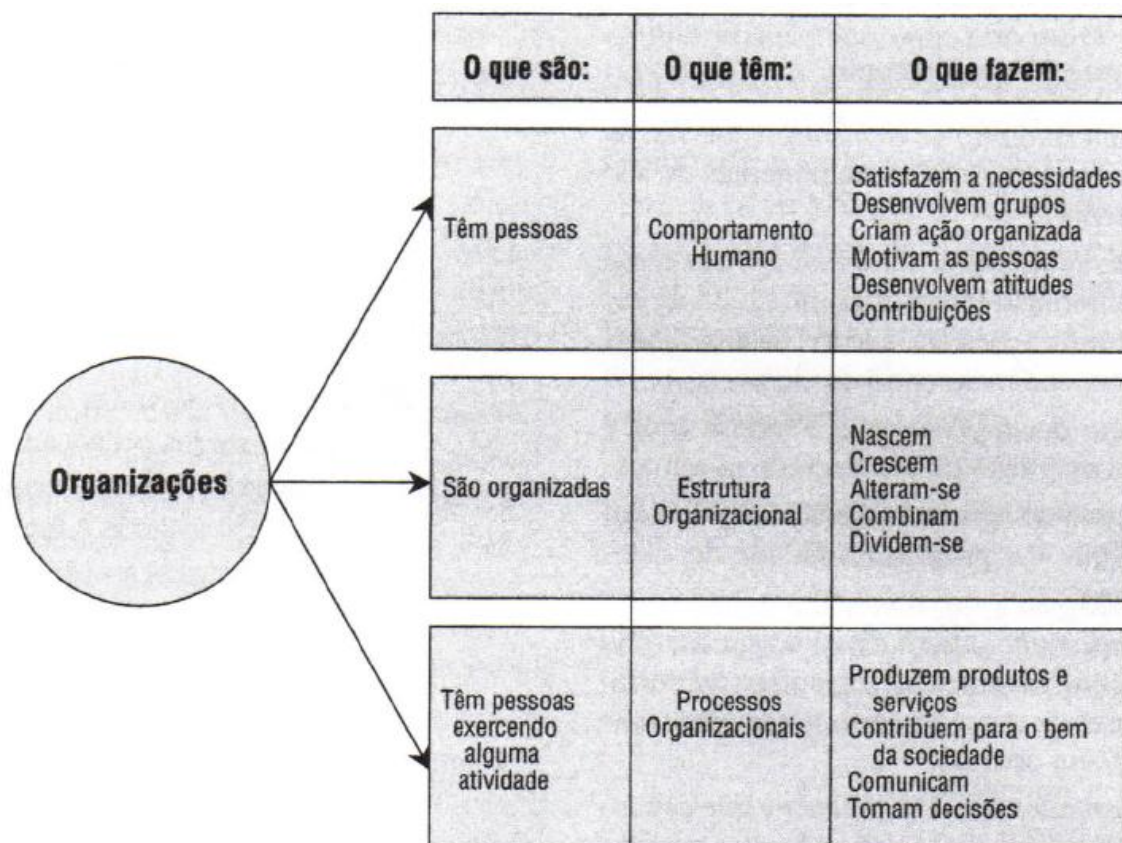 O que são:
O que têm:
O que fazem:
Têm pessoas
Comportamento
Humano
Satisfazem a necessidades
Desenvolvem grupos
Criam ação organizada
Motivam as pessoas
Desenvolvem atitudes
Contribuições
Organizações
São organizadas
Estrutura
Organizacional
Nascem
Crescem
Alteram-se
Combinam
Dividem-se
Têm pessoas
exercendo
alguma
atividade
Processos
Organizacionais
Produzem produtos e
serviços
Contribuem para o bem
da sociedade
Comunicam
Tomam decisões